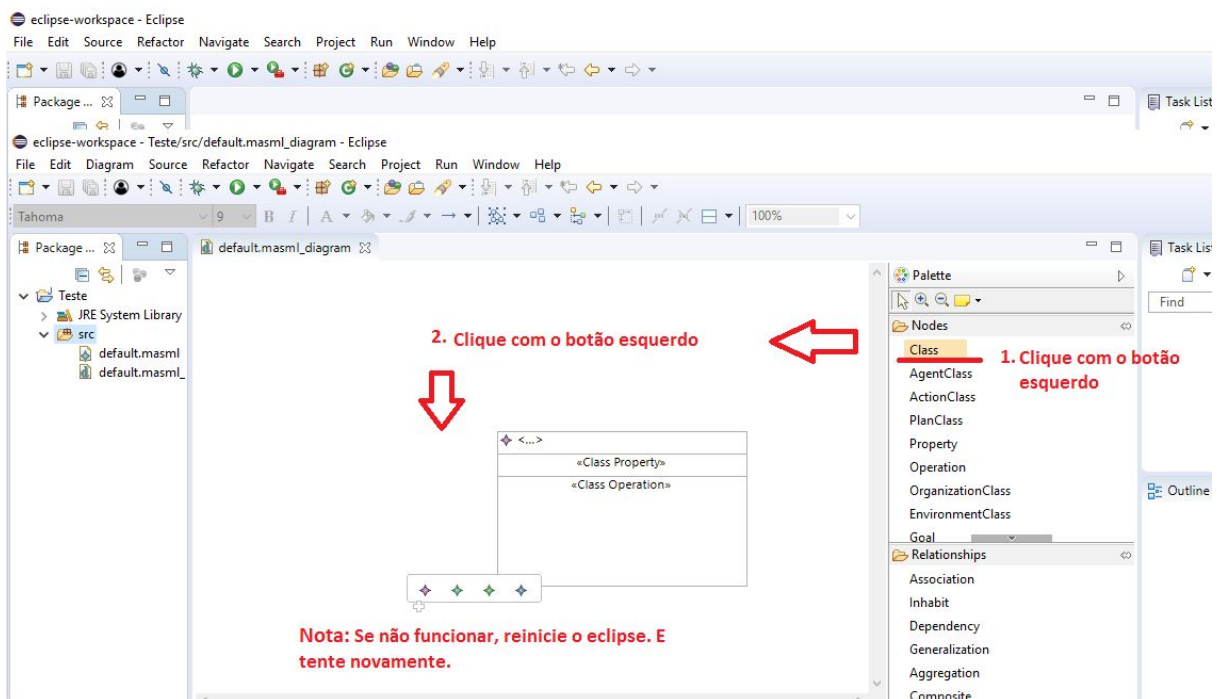 eclipse-workspace - Eclipse
File Edit Source Refactor Navigate Search Project Run Window Help
Package ...
Task List
eclipse-workspace - Teste/src/default.masml_diagram - Eclipse
File Edit Diagram Source Refactor Navigate Search Project Run Window Help
Tahoma 9 B I A 100%
Package ...
default.masml_diagram
Task Lis
Palette
Find
Teste
JRE System Library
src
default.masml
default.masml_
Nodes
Class
AgentClass
ActionClass
PlanClass
Property
Operation
OrganizationClass
EnvironmentClass
Goal
Relationships
Association
Inhabit
Dependency
Generalization
Aggregation
Composite
Outline
1. Clique com o botão
esquerdo
2. Clique com o botão esquerdo
<...>
«Class Property»
«Class Operation»
Nota: Se não funcionar, reinicie o eclipse. E
tente novamente.